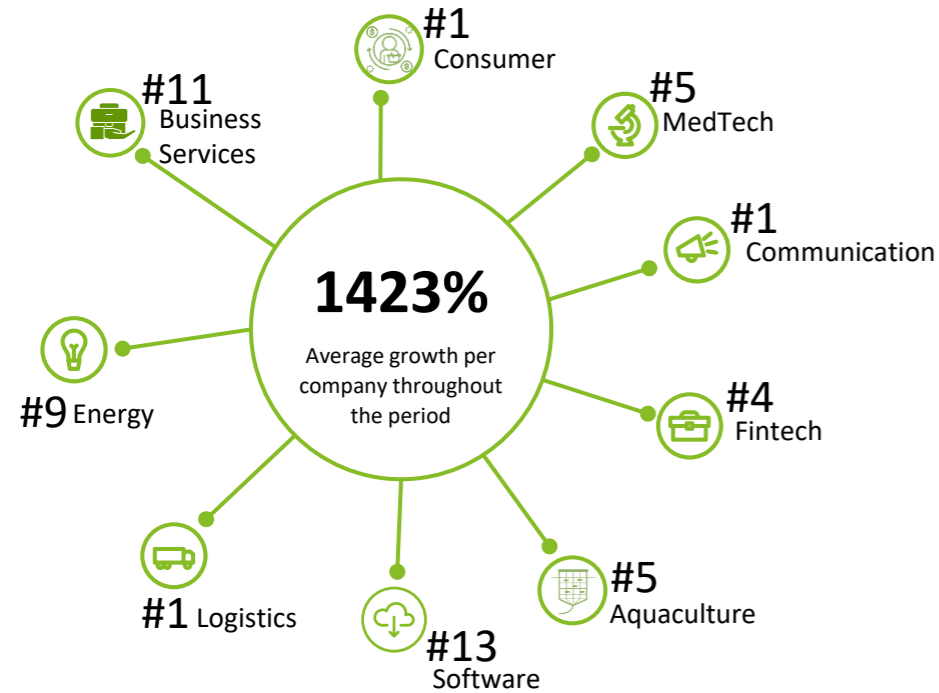 #1
Consumer
#11
Business
Services
#5
MedTech
#1
Communication
1423%
Average growth per
company throughout
the period
#9 Energy
#4
Fintech
#1 Logistics
#5
Aquaculture
#13
Software